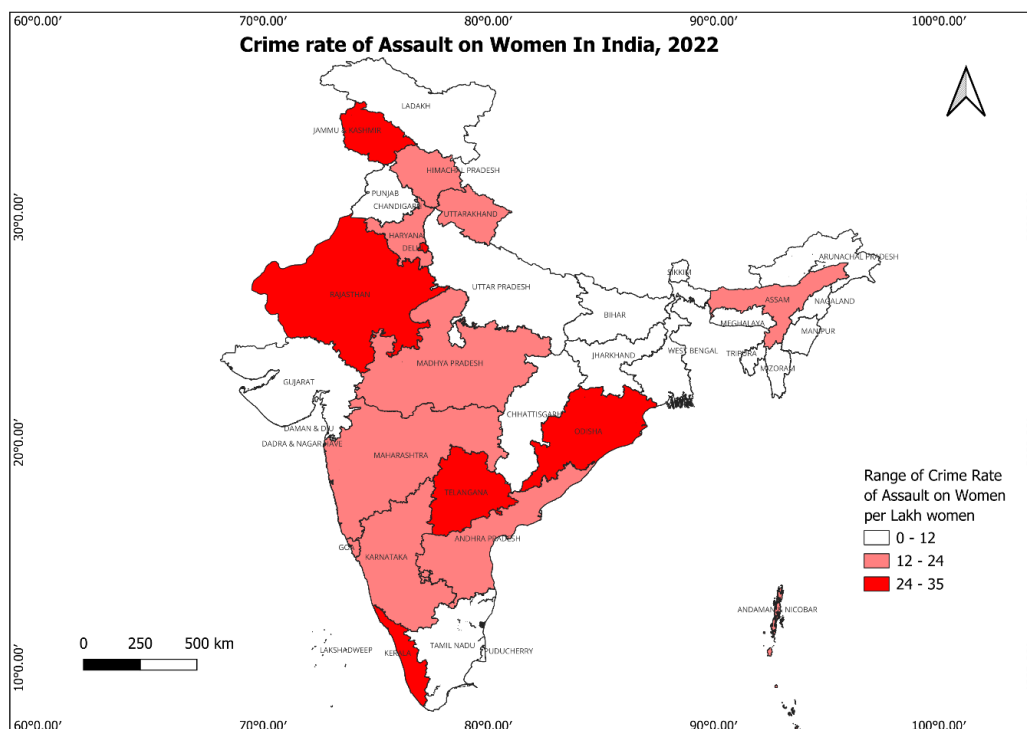 60°0.00′ 70°0.00′ 80°0.00′ 90°0.00′ 100°0.00′
Crime rate of Assault on Women In India, 2022
LADAKH
JAMMU & KASHMIR
HIMACHAL PRADESH
PUNJAB
CHANDIGARH
UTTARAKHAND
30°0.00′
HARYANA
DELHI
ARUNACHAL PRADESH
SIKKIM
UTTAR PRADESH
RAJASTHAN
ASSAM
NAGALAND
BIHAR
MEGHALAYA
MANIPUR
JHARKHAND
WEST BENGAL
TRIPURA
MADHYA PRADESH
MIZORAM
GUJARAT
CHHATTISGARH
DAMAN & DIU
ODISHA
20°0.00′
DADRA & NAGAR HAVE
MAHARASHTRA
TELANGANA
Range of Crime Rate
of Assault on Women
per Lakh women
0 - 12
12 - 24
24 - 35
ANDHRA PRADESH
GOA
KARNATAKA
ANDAMAN & NICOBAR
0 250 500 km
TAMIL NADU
LAKSHADWEEP
KERALA
PUDUCHERRY
10°0.00′
60°0.00′ 70°0.00′ 80°0.00′ 90°0.00′ 100°0.00′